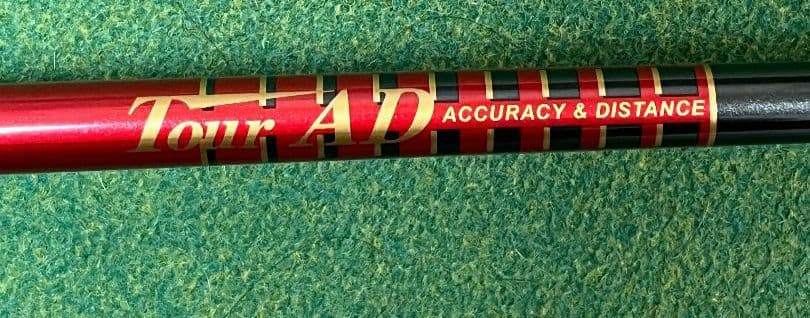 Tour AD ACCURACY & DISTANCE